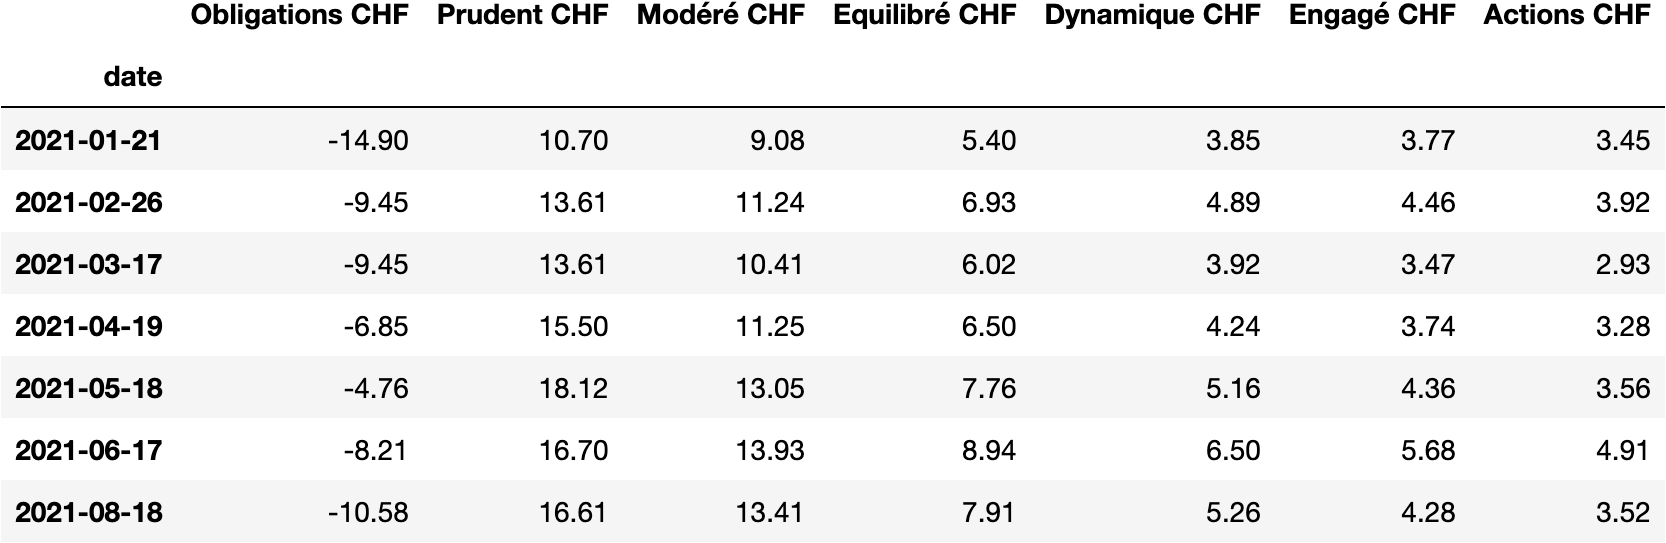 Obligations CHF Prudent CHF Modéré CHF Equilibré CHF Dynamique CHF Engagé CHF Actions CHF
date
2021-01-21 -14.90 10.70 9.08 5.40 3.85 3.77 3.45
2021-02-26 -9.45 13.61 11.24 6.93 4.89 4.46 3.92
2021-03-17 -9.45 13.61 10.41 6.02 3.92 3.47 2.93
2021-04-19 -6.85 15.50 11.25 6.50 4.24 3.74 3.28
2021-05-18 -4.76 18.12 13.05 7.76 5.16 4.36 3.56
2021-06-17 -8.21 16.70 13.93 8.94 6.50 5.68 4.91
2021-08-18 -10.58 16.61 13.41 7.91 5.26 4.28 3.52